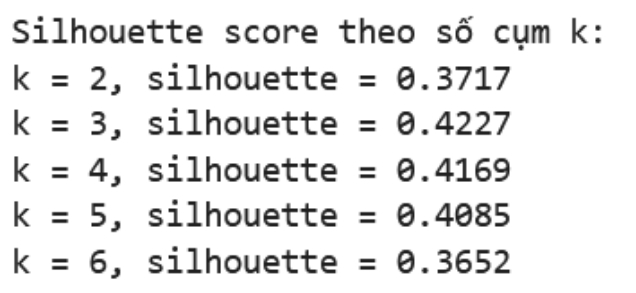 Silhouette score theo số cụm k:
k = 2, silhouette = 0.3717
k = 3, silhouette = 0.4227
k = 4, silhouette = 0.4169
k = 5, silhouette = 0.4085
k = 6, silhouette = 0.3652